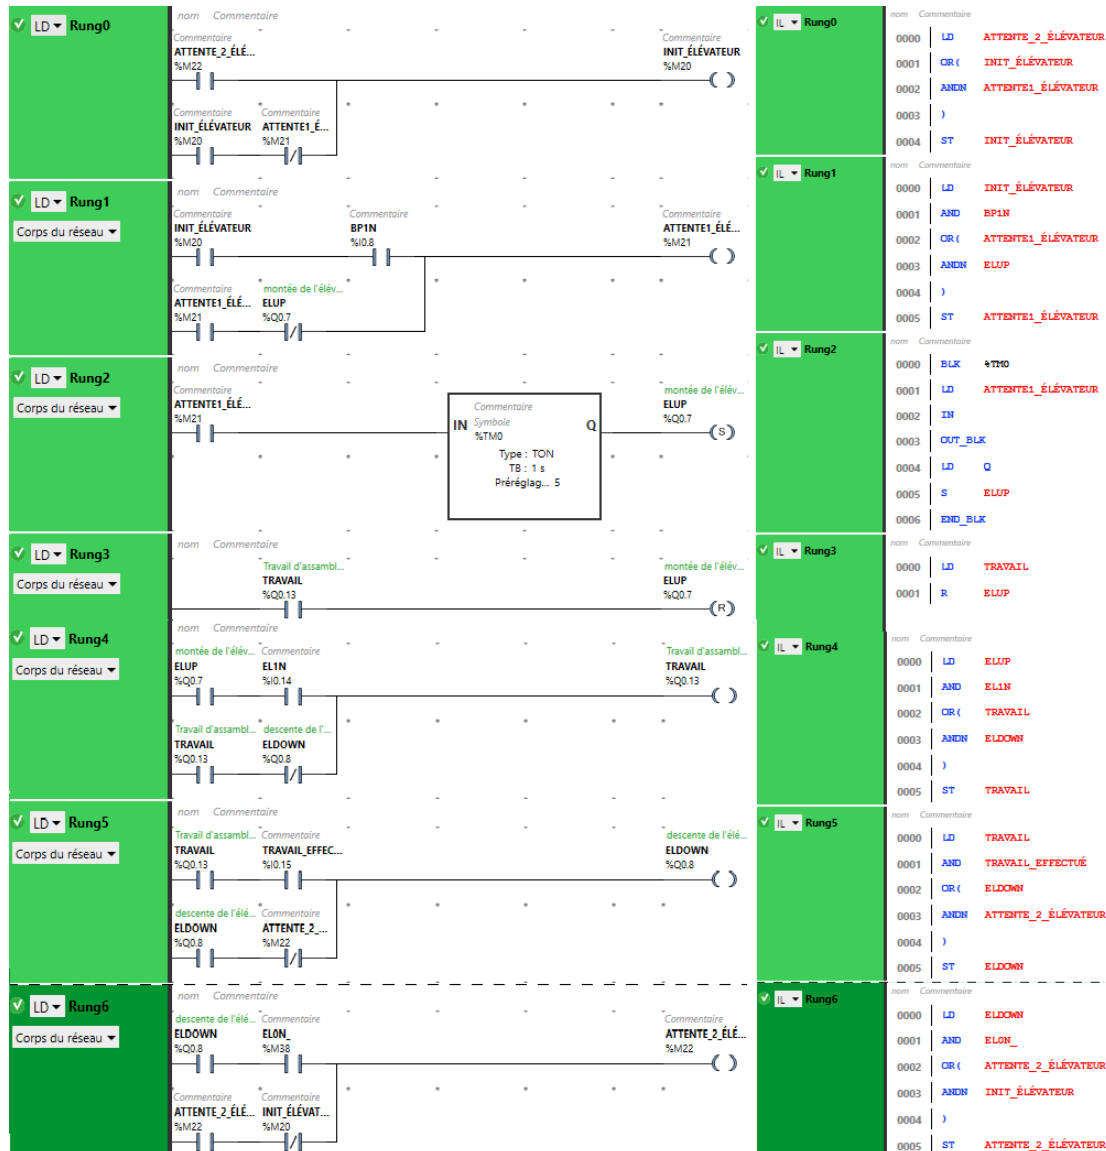 LD Rung0
nom Commentaire
Commentaire
ATTENTE_2_ÉLÉ...
%M22
Commentaire
INIT_ÉLÉVATEUR
%M20
Commentaire Commentaire
INIT_ÉLÉVATEUR ATTENTE1_É...
%M20 %M21
LD Rung1
Corps du réseau
nom Commentaire
Commentaire Commentaire Commentaire
INIT_ÉLÉVATEUR BP1N ATTENTE1_ÉLÉ...
%M20 %I0.8 %M21
Commentaire montée de l'élév...
ATTENTE1_ÉLÉ... ELUP
%M21 %Q0.7
LD Rung2
Corps du réseau
nom Commentaire
Commentaire montée de l'élév...
ATTENTE1_ÉLÉ... ELUP
%M21 %Q0.7
S
Commentaire
IN Symbole Q
%TM0
Type : TON
TB : 1 s
Préréglag... 5
LD Rung3
Corps du réseau
nom Commentaire
Travail d'assambl... montée de l'élév...
TRAVAIL ELUP
%Q0.13 %Q0.7
R
LD Rung4
Corps du réseau
nom Commentaire
montée de l'élév... Commentaire Travail d'assambl...
ELUP EL1N TRAVAIL
%Q0.7 %I0.14 %Q0.13
Travail d'assambl... descente de l'...
TRAVAIL ELDOWN
%Q0.13 %Q0.8
LD Rung5
Corps du réseau
nom Commentaire
Travail d'assambl... Commentaire descente de l'élé...
TRAVAIL TRAVAIL_EFFEC... ELDOWN
%Q0.13 %I0.15 %Q0.8
descente de l'élé... Commentaire
ELDOWN ATTENTE_2_...
%Q0.8 %M22
LD Rung6
Corps du réseau
nom Commentaire
descente de l'élé... Commentaire Commentaire
ELDOWN EL0N_ ATTENTE_2_ÉLÉ...
%Q0.8 %M38 %M22
Commentaire Commentaire
ATTENTE_2_ÉLÉ... INIT_ÉLÉVAT...
%M22 %M20
IL Rung0
nom Commentaire
0000 LD ATTENTE_2_ÉLÉVATEUR
0001 OR( INIT_ÉLÉVATEUR
0002 ANDN ATTENTE1_ÉLÉVATEUR
0003 )
0004 ST INIT_ÉLÉVATEUR
IL Rung1
nom Commentaire
0000 LD INIT_ÉLÉVATEUR
0001 AND BP1N
0002 OR( ATTENTE1_ÉLÉVATEUR
0003 ANDN ELUP
0004 )
0005 ST ATTENTE1_ÉLÉVATEUR
IL Rung2
nom Commentaire
0000 BLK %TM0
0001 LD ATTENTE1_ÉLÉVATEUR
0002 IN
0003 OUT_BLK
0004 LD Q
0005 S ELUP
0006 END_BLK
IL Rung3
nom Commentaire
0000 LD TRAVAIL
0001 R ELUP
IL Rung4
nom Commentaire
0000 LD ELUP
0001 AND EL1N
0002 OR( TRAVAIL
0003 ANDN ELDOWN
0004 )
0005 ST TRAVAIL
IL Rung5
nom Commentaire
0000 LD TRAVAIL
0001 AND TRAVAIL_EFFECTUÉ
0002 OR( ELDOWN
0003 ANDN ATTENTE_2_ÉLÉVATEUR
0004 )
0005 ST ELDOWN
IL Rung6
nom Commentaire
0000 LD ELDOWN
0001 AND EL0N_
0002 OR( ATTENTE_2_ÉLÉVATEUR
0003 ANDN INIT_ÉLÉVATEUR
0004 )
0005 ST ATTENTE_2_ÉLÉVATEUR